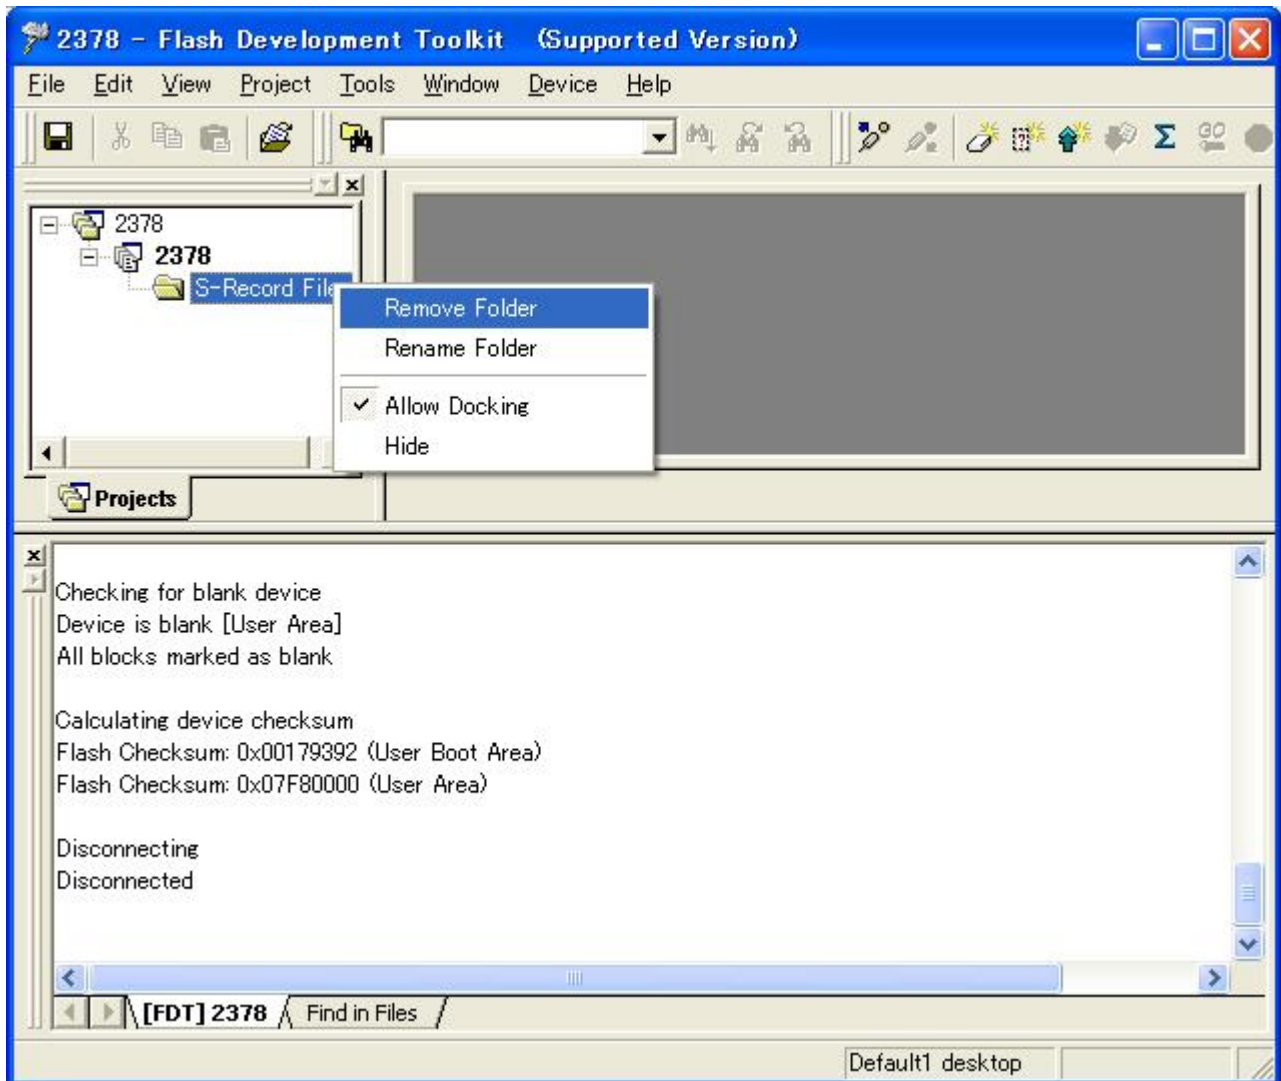 2378 - Flash Development Toolkit (Supported Version)
File Edit View Project Tools Window Device Help
GO
2378
2378
S-Record File
Remove Folder
Rename Folder
Allow Docking
Hide
Projects
Checking for blank device
Device is blank [User Area]
All blocks marked as blank
Calculating device checksum
Flash Checksum: 0x00179392 (User Boot Area)
Flash Checksum: 0x07F80000 (User Area)
Disconnecting
Disconnected
[FDT] 2378 Find in Files
Default1 desktop